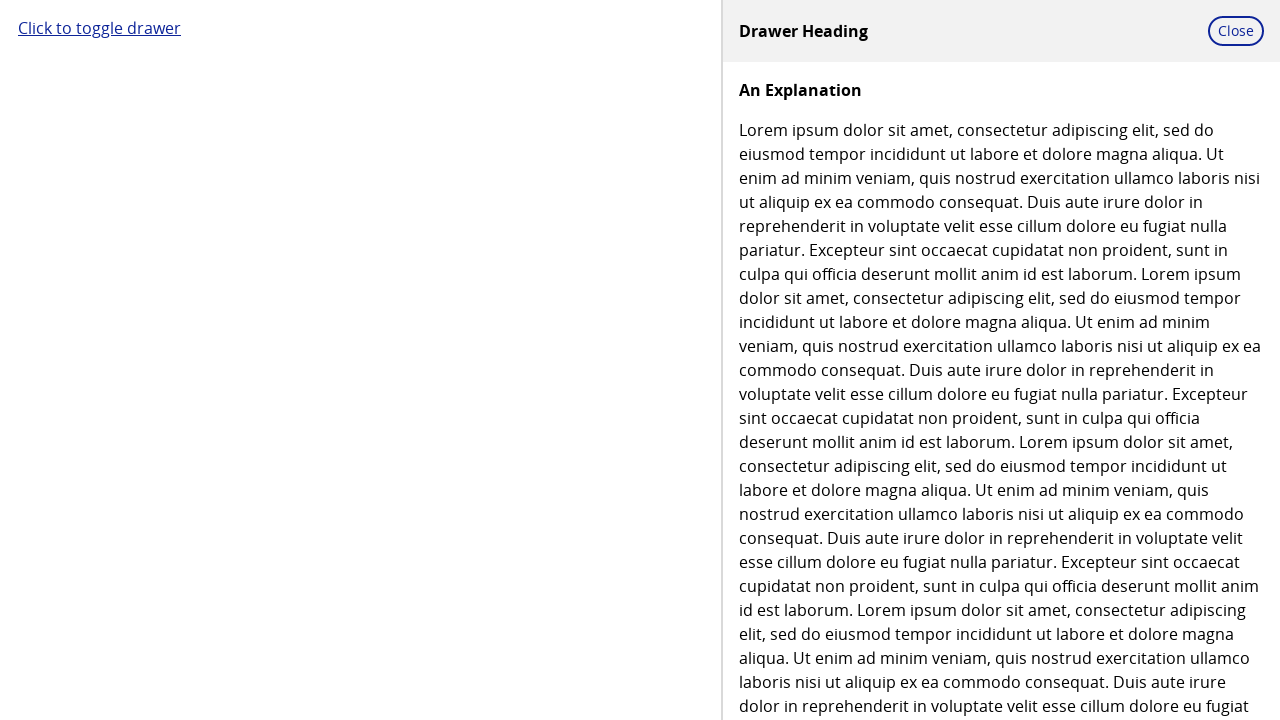 Click to toggle drawer
Drawer Heading
Close
An Explanation
Lorem ipsum dolor sit amet, consectetur adipiscing elit, sed do
eiusmod tempor incididunt ut labore et dolore magna aliqua. Ut
enim ad minim veniam, quis nostrud exercitation ullamco laboris nisi
ut aliquip ex ea commodo consequat. Duis aute irure dolor in
reprehenderit in voluptate velit esse cillum dolore eu fugiat nulla
pariatur. Excepteur sint occaecat cupidatat non proident, sunt in
culpa qui officia deserunt mollit anim id est laborum. Lorem ipsum
dolor sit amet, consectetur adipiscing elit, sed do eiusmod tempor
incididunt ut labore et dolore magna aliqua. Ut enim ad minim
veniam, quis nostrud exercitation ullamco laboris nisi ut aliquip ex ea
commodo consequat. Duis aute irure dolor in reprehenderit in
voluptate velit esse cillum dolore eu fugiat nulla pariatur. Excepteur
sint occaecat cupidatat non proident, sunt in culpa qui officia
deserunt mollit anim id est laborum. Lorem ipsum dolor sit amet,
consectetur adipiscing elit, sed do eiusmod tempor incididunt ut
labore et dolore magna aliqua. Ut enim ad minim veniam, quis
nostrud exercitation ullamco laboris nisi ut aliquip ex ea commodo
consequat. Duis aute irure dolor in reprehenderit in voluptate velit
esse cillum dolore eu fugiat nulla pariatur. Excepteur sint occaecat
cupidatat non proident, sunt in culpa qui officia deserunt mollit anim
id est laborum. Lorem ipsum dolor sit amet, consectetur adipiscing
elit, sed do eiusmod tempor incididunt ut labore et dolore magna
aliqua. Ut enim ad minim veniam, quis nostrud exercitation ullamco
laboris nisi ut aliquip ex ea commodo consequat. Duis aute irure
dolor in reprehenderit in voluptate velit esse cillum dolore eu fugiat